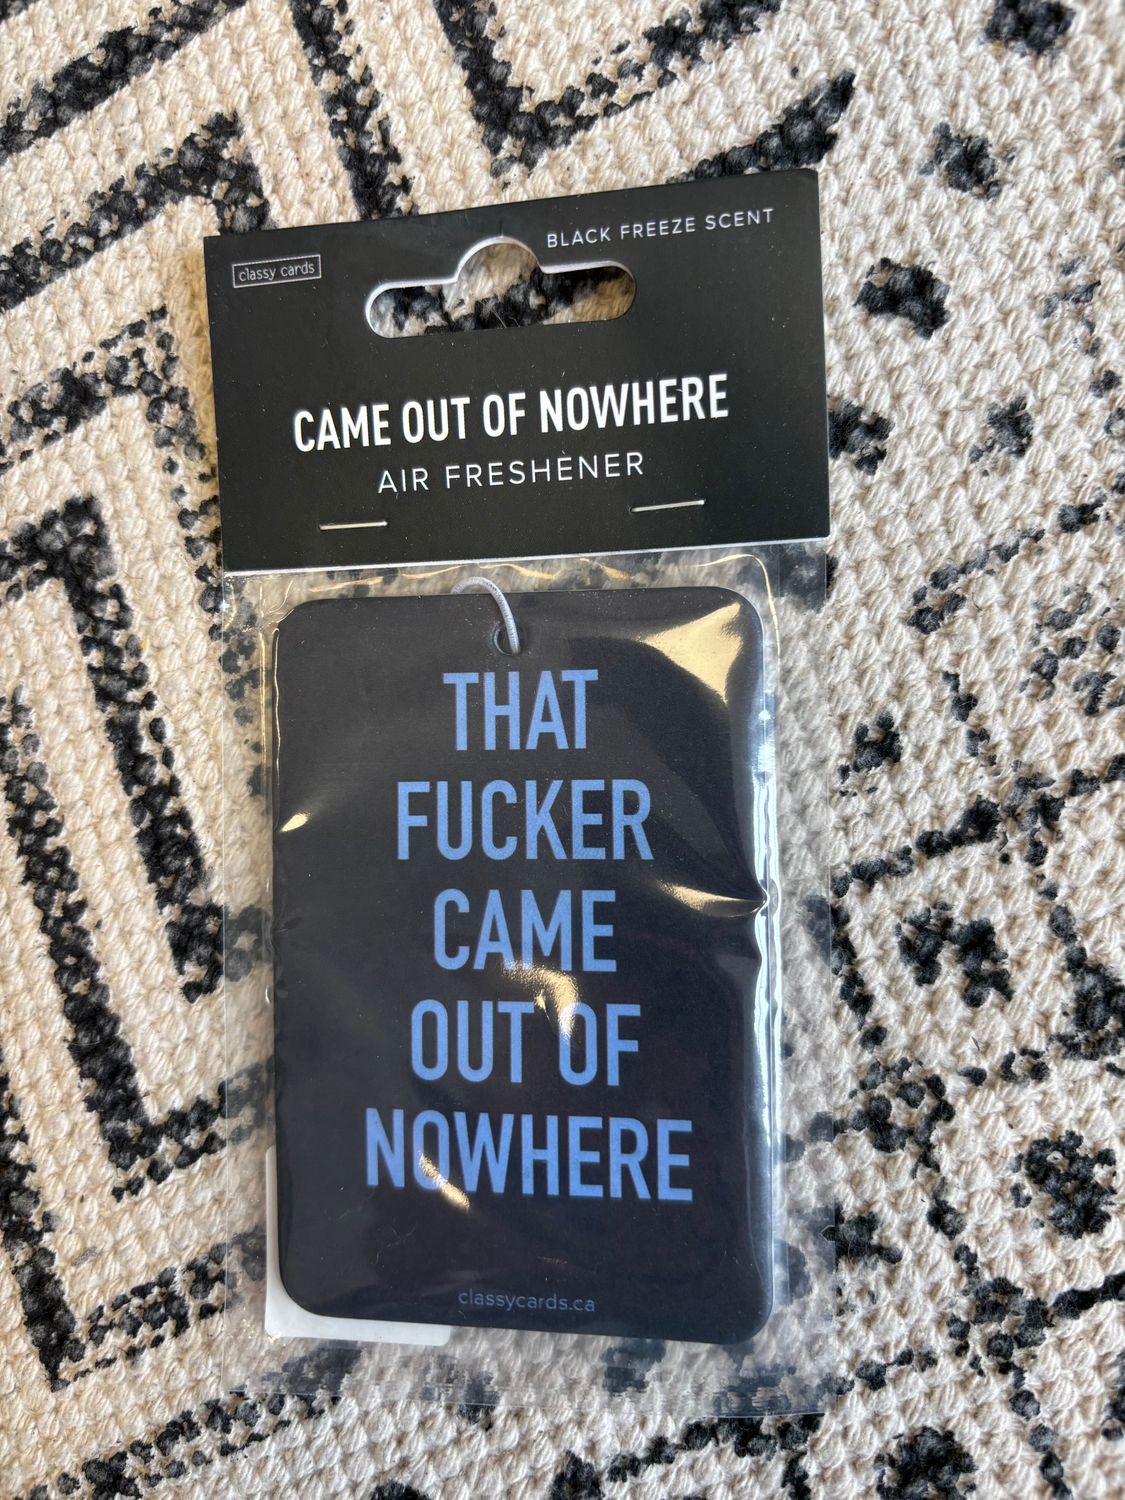 classy cards
BLACK FREEZE SCENT
CAME OUT OF NOWHERE
AIR FRESHENER
THAT
FUCKER
CAME
OUT OF
NOWHERE
classycards.ca